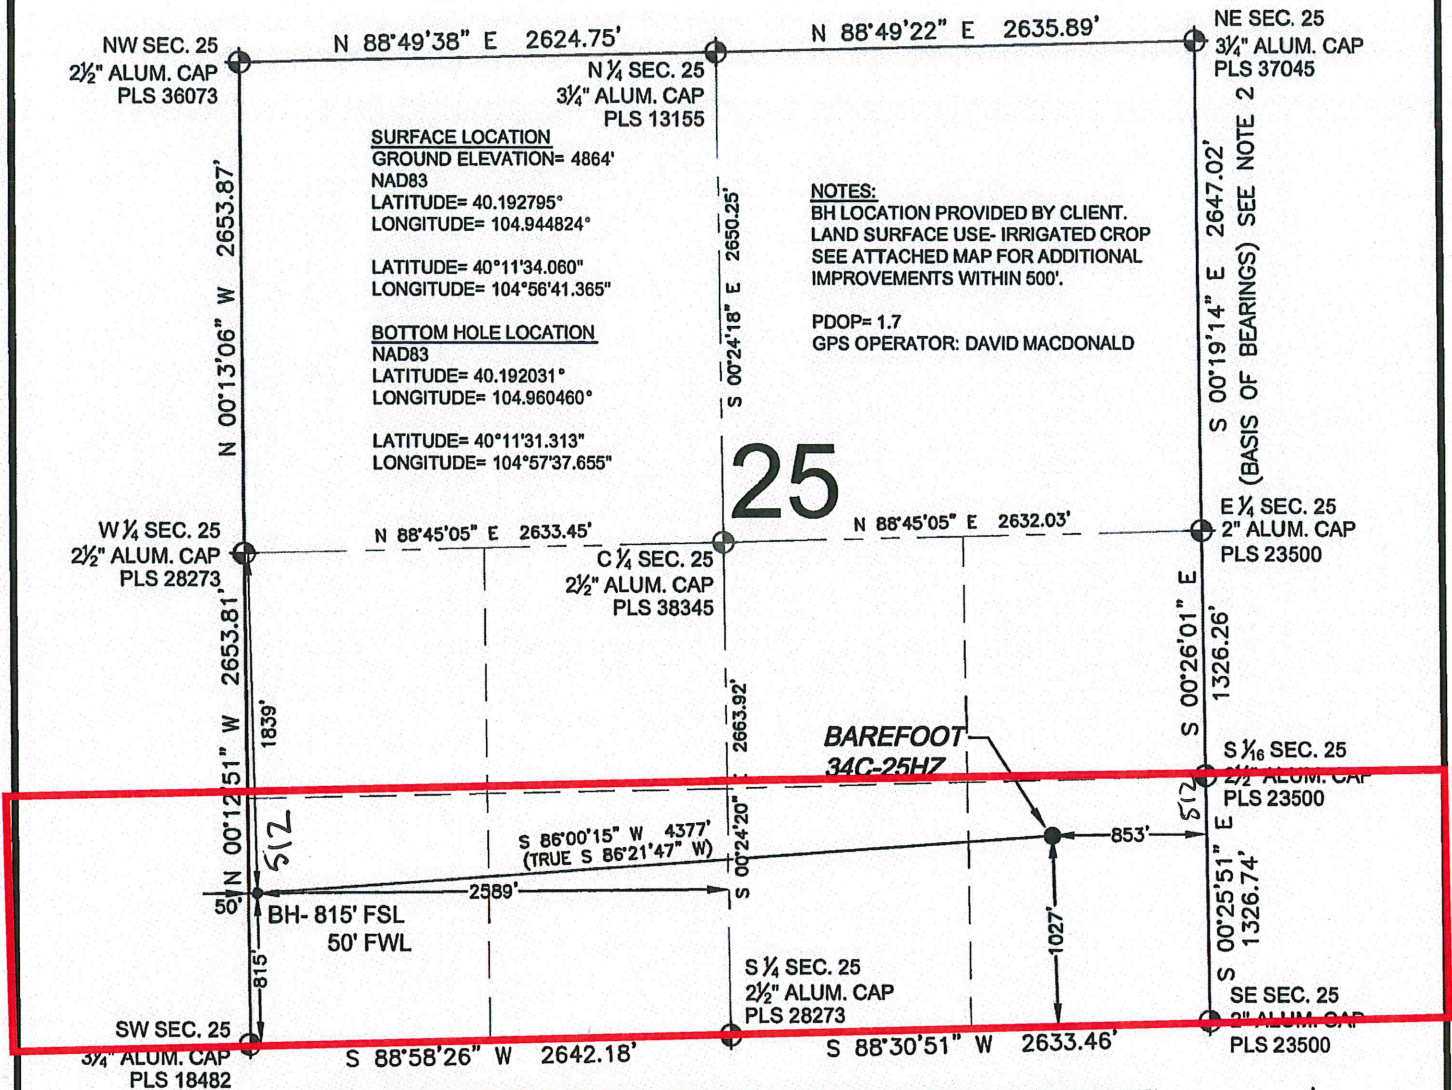 NW SEC. 25
2½" ALUM. CAP
PLS 36073
N 88°49'38" E 2624.75'
N ¼ SEC. 25
3¼" ALUM. CAP
PLS 13155
N 88°49'22" E 2635.89'
NE SEC. 25
3¼" ALUM. CAP
PLS 37045
SURFACE LOCATION
GROUND ELEVATION= 4864'
NAD83
LATITUDE= 40.192795°
LONGITUDE= 104.944824°
LATITUDE= 40°11'34.060"
LONGITUDE= 104°56'41.365"
BOTTOM HOLE LOCATION
NAD83
LATITUDE= 40.192031°
LONGITUDE= 104.960460°
LATITUDE= 40°11'31.313"
LONGITUDE= 104°57'37.655"
NOTES:
BH LOCATION PROVIDED BY CLIENT.
LAND SURFACE USE- IRRIGATED CROP
SEE ATTACHED MAP FOR ADDITIONAL
IMPROVEMENTS WITHIN 500'.
PDOP= 1.7
GPS OPERATOR: DAVID MACDONALD
N 00°13'06" W 2653.87'
S 00°24'18" E 2650.25'
S 00°19'14" E 2647.02'
(BASIS OF BEARINGS) SEE NOTE 2
25
W ¼ SEC. 25
2½" ALUM. CAP
PLS 28273
N 88°45'05" E 2633.45'
C ¼ SEC. 25
2½" ALUM. CAP
PLS 38345
N 88°45'05" E 2632.03'
E ¼ SEC. 25
2" ALUM. CAP
PLS 23500
N 00°12'51" W 2653.81'
1839'
S 00°24'20" E 2663.92'
S 00°26'01" E
1326.26'
BAREFOOT
34C-25HZ
S 1/16 SEC. 25
2½" ALUM. CAP
PLS 23500
512
512
S 86°00'15" W 4377'
(TRUE S 86°21'47" W)
853'
2589'
50'
BH- 815' FSL
50' FWL
815'
1027'
S 00°25'51" E
1326.74'
S ¼ SEC. 25
2½" ALUM. CAP
PLS 28273
SE SEC. 25
2" ALUM. CAP
PLS 23500
SW SEC. 25
3¼" ALUM. CAP
PLS 18482
S 88°58'26" W 2642.18'
S 88°30'51" W 2633.46'